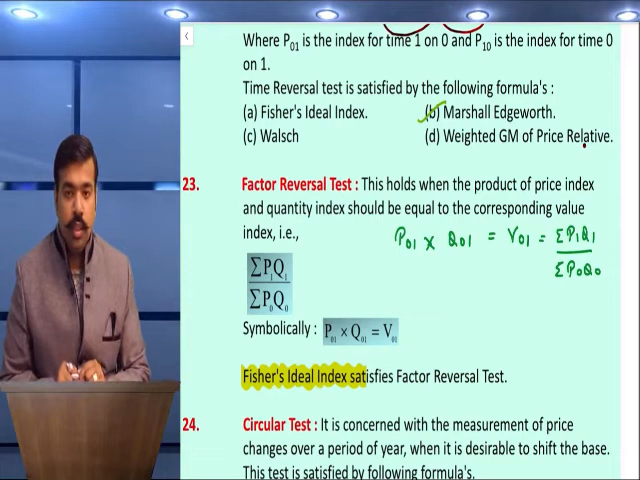 Where P01 is the index for time 1 on 0 and P10 is the index for time 0
on 1.
Time Reversal test is satisfied by the following formula's :
(a) Fisher's Ideal Index. (b) Marshall Edgeworth.
(c) Walsch (d) Weighted GM of Price Relative.
23. Factor Reversal Test : This holds when the product of price index
and quantity index should be equal to the corresponding value
index, i.e.,
P01 × Q01 = V01 = ΣP1Q1
ΣP0Q0
∑P1Q1
∑P0Q0
Symbolically : P01 × Q01 = V01
Fisher's Ideal Index satisfies Factor Reversal Test.
24. Circular Test : It is concerned with the measurement of price
changes over a period of year, when it is desirable to shift the base.
This test is satisfied by following formula's.